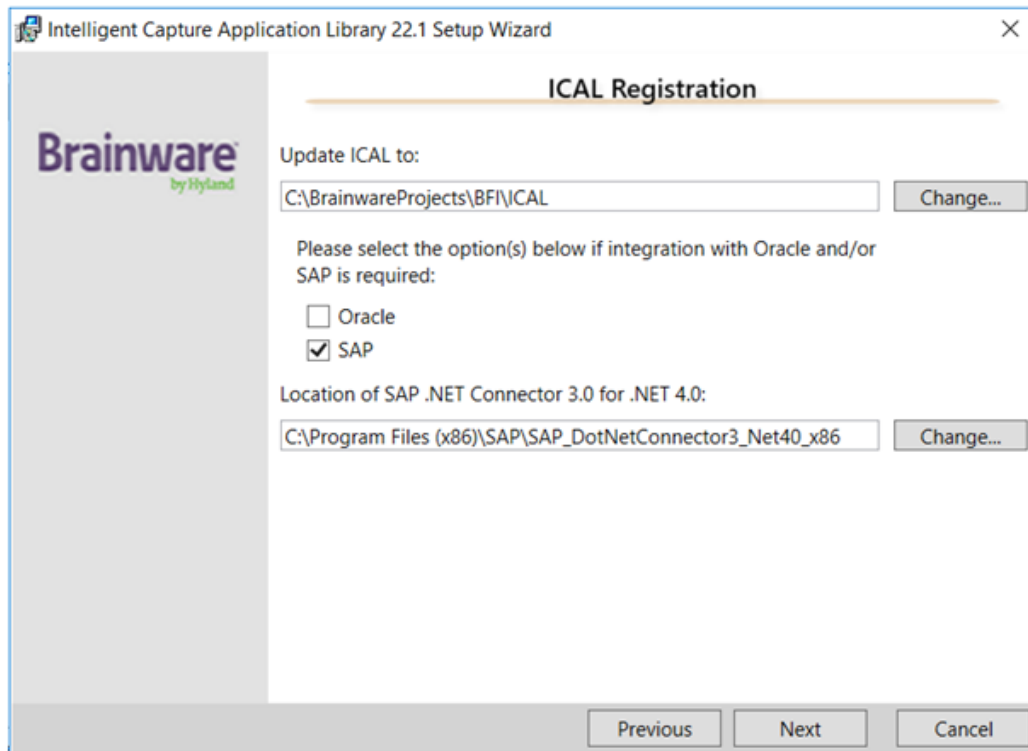 Intelligent Capture Application Library 22.1 Setup Wizard
ICAL Registration
Brainware
by Hyland
Update ICAL to:
C:\BrainwareProjects\BFI\ICAL
Change...
Please select the option(s) below if integration with Oracle and/or
SAP is required:
Oracle
SAP
Location of SAP .NET Connector 3.0 for .NET 4.0:
C:\Program Files (x86)\SAP\SAP_DotNetConnector3_Net40_x86
Change...
Previous
Next
Cancel